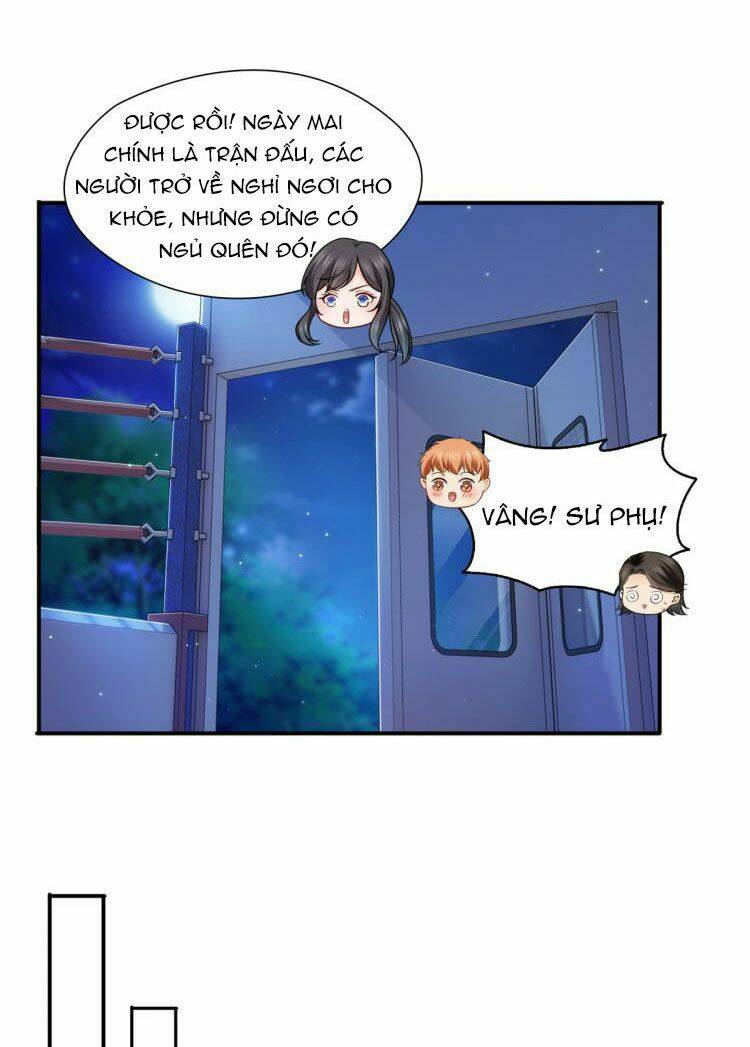 ĐƯỢC RỒI! NGÀY MAI
CHÍNH LÀ TRẬN ĐẤU, CÁC
NGƯỜI TRỞ VỀ NGHỈ NGƠI CHO
KHỎE, NHƯNG ĐỪNG CÓ
NGỦ QUÊN ĐÓ!
VÂNG! SƯ PHỤ!